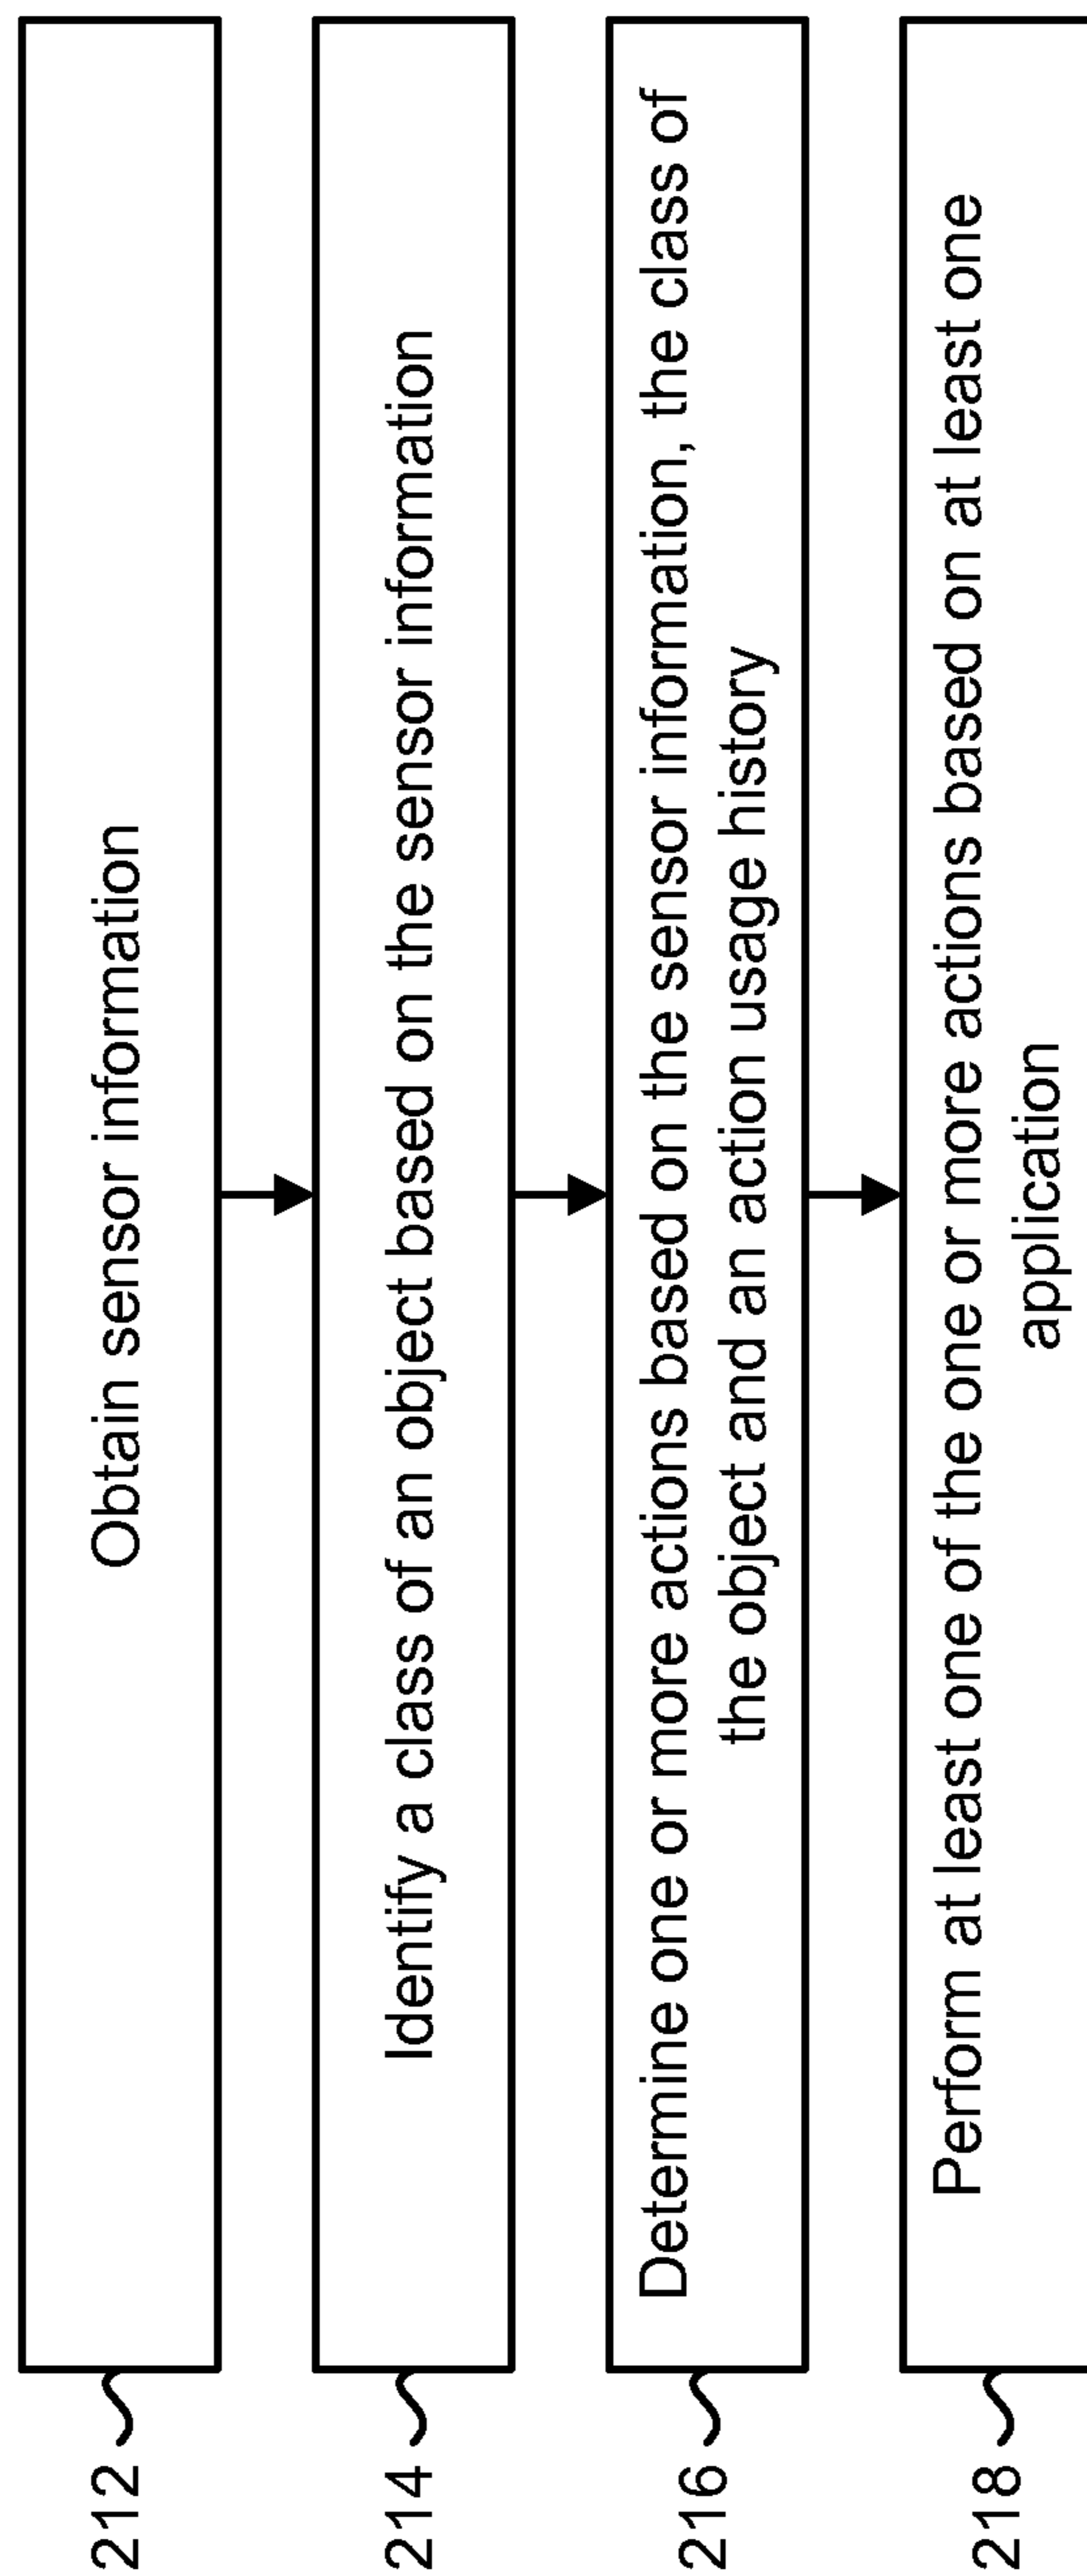 212
Obtain sensor information
214
Identify a class of an object based on the sensor information
216
Determine one or more actions based on the sensor information, the class of
the object and an action usage history
218
Perform at least one of the one or more actions based on at least one
application